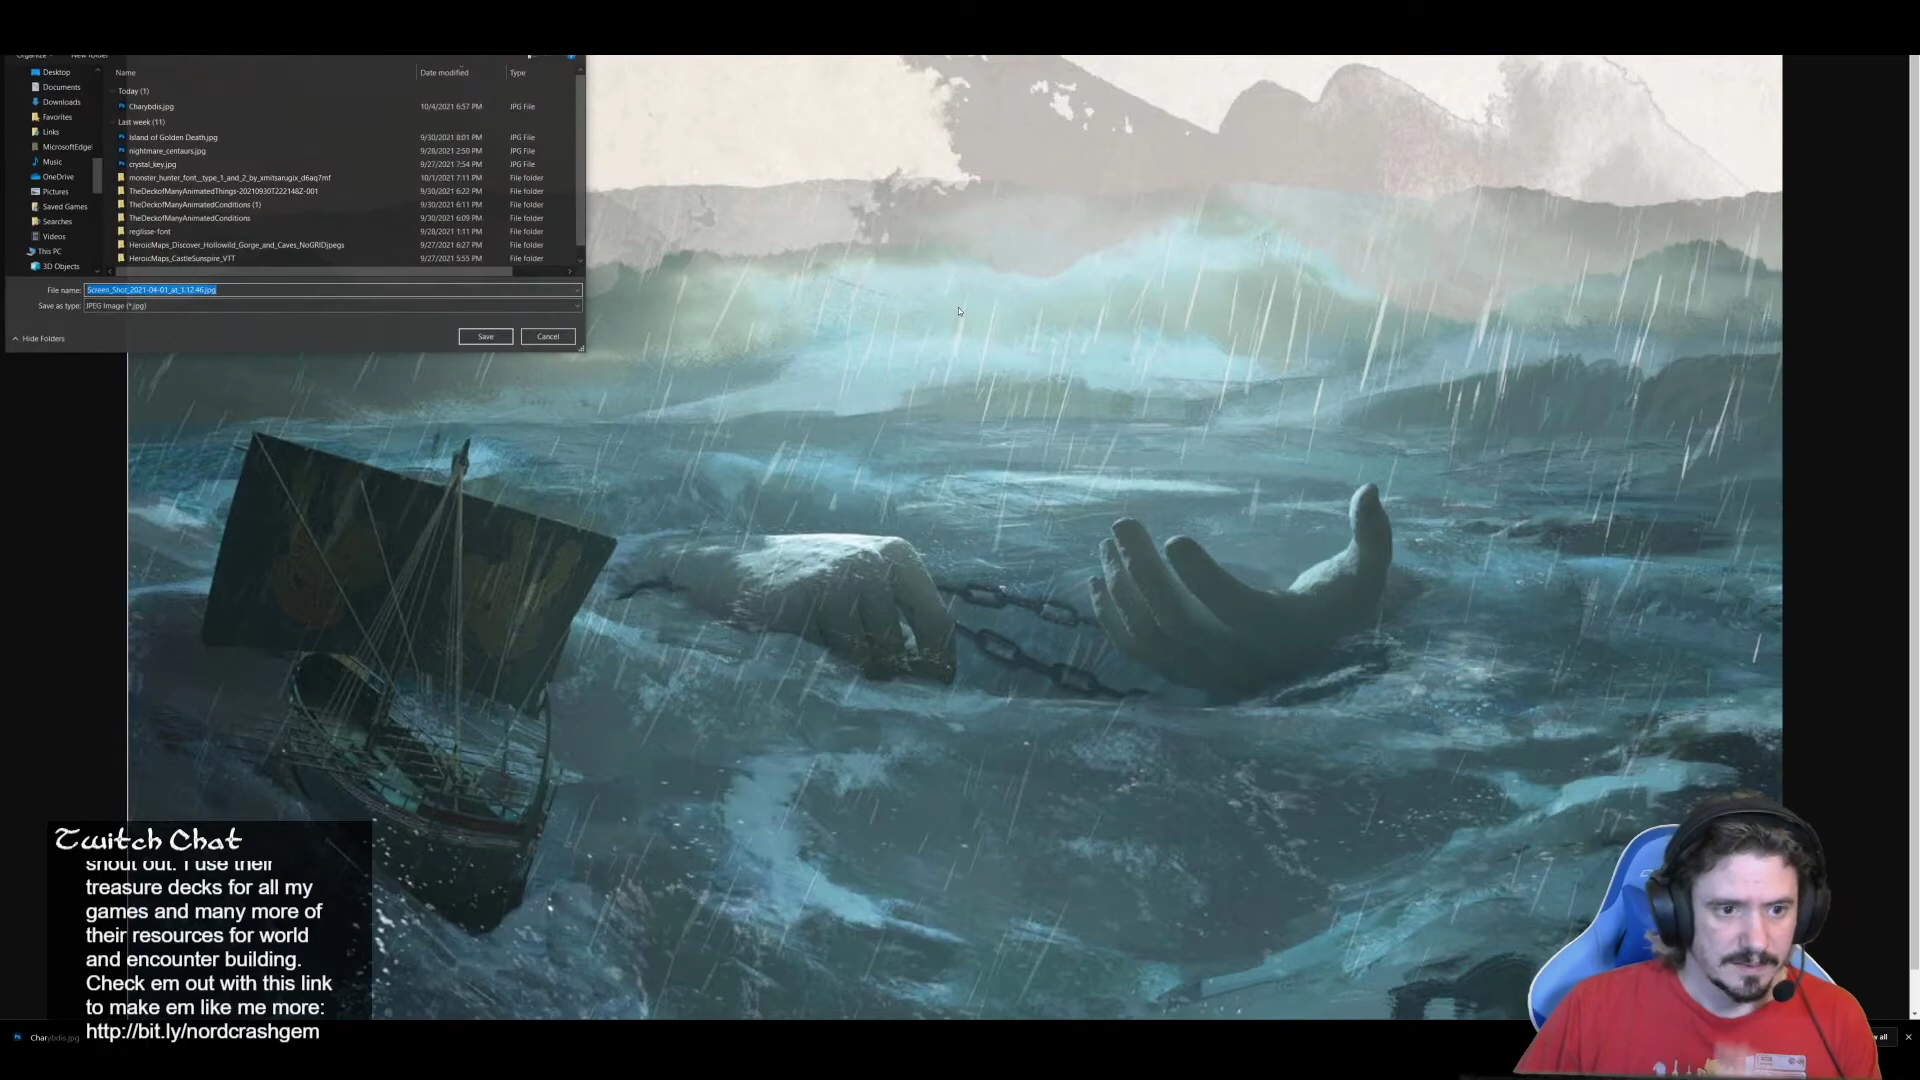 Organize New folder
Desktop
Documents
Downloads
Favorites
Links
MicrosoftEdge
Music
OneDrive
Pictures
Saved Games
Searches
Videos
This PC
3D Objects
Name Date modified Type
Today (1)
Charybdis.jpg 10/4/2021 6:57 PM JPG File
Last week (11)
Island of Golden Death.jpg 9/30/2021 8:01 PM JPG File
nightmare_centaurs.jpg 9/28/2021 2:50 PM JPG File
crystal_key.jpg 9/27/2021 7:54 PM JPG File
monster_hunter_font__type_1_and_2_by_xmitsarugix_d6aq7mf 10/1/2021 7:11 PM File folder
TheDeckofManyAnimatedThings-20210930T222148Z-001 9/30/2021 6:22 PM File folder
TheDeckofManyAnimatedConditions (1) 9/30/2021 6:11 PM File folder
TheDeckofManyAnimatedConditions 9/30/2021 6:09 PM File folder
reglisse-font 9/28/2021 1:11 PM File folder
HeroicMaps_Discover_Hollowild_Gorge_and_Caves_NoGRIDjpegs 9/27/2021 6:27 PM File folder
HeroicMaps_CastleSunspire_VTT 9/27/2021 5:55 PM File folder
File name: Screen_Shot_2021-04-01_at_1.12.46.jpg
Save as type: JPEG Image (*.jpg)
Hide Folders Save Cancel
Twitch Chat
shout out. I use their
treasure decks for all my
games and many more of
their resources for world
and encounter building.
Check em out with this link
to make em like me more:
http://bit.ly/nordcrashgem
Charybdis.jpg
all